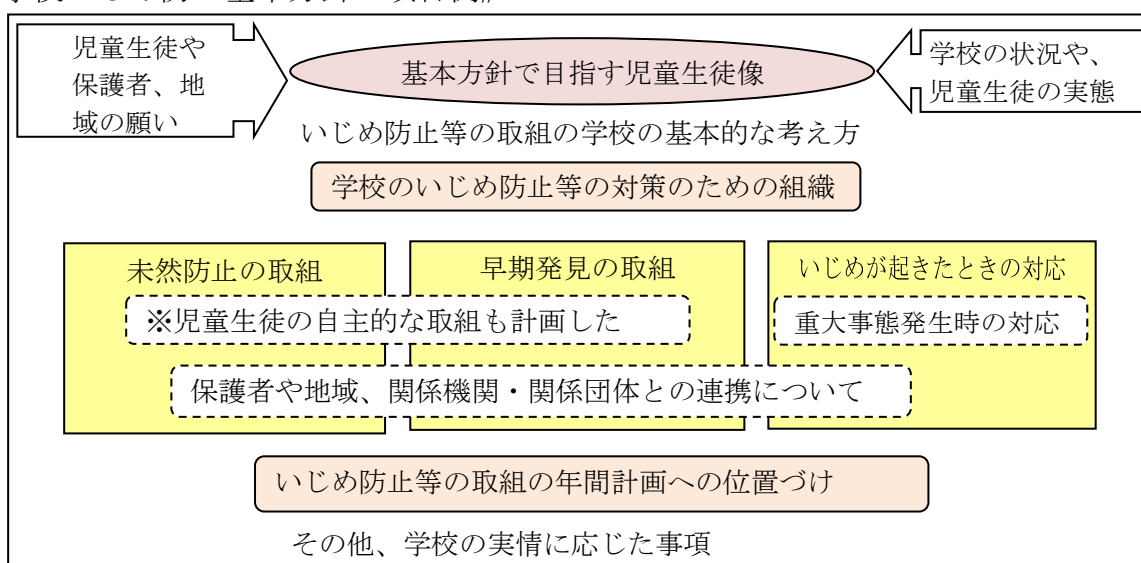 児童生徒や
保護者、地
域の願い
基本方針で目指す児童生徒像
学校の状況や、
児童生徒の実態
いじめ防止等の取組の学校の基本的な考え方
学校のいじめ防止等の対策のための組織
未然防止の取組
早期発見の取組
いじめが起きたときの対応
※児童生徒の自主的な取組も計画した
重大事態発生時の対応
保護者や地域、関係機関・関係団体との連携について
いじめ防止等の取組の年間計画への位置づけ
その他、学校の実情に応じた事項